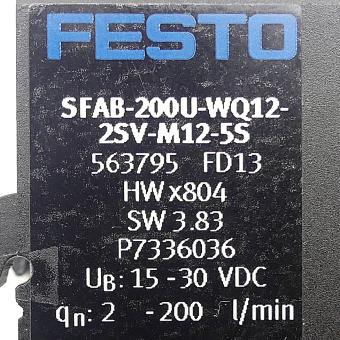 FESTO
SFAB-200U-WQ12-
2SV-M12-5S
563795 FD13
HW x804
SW 3.83
P7336036
UB: 15 -30 VDC
qn: 2 -200 l/min